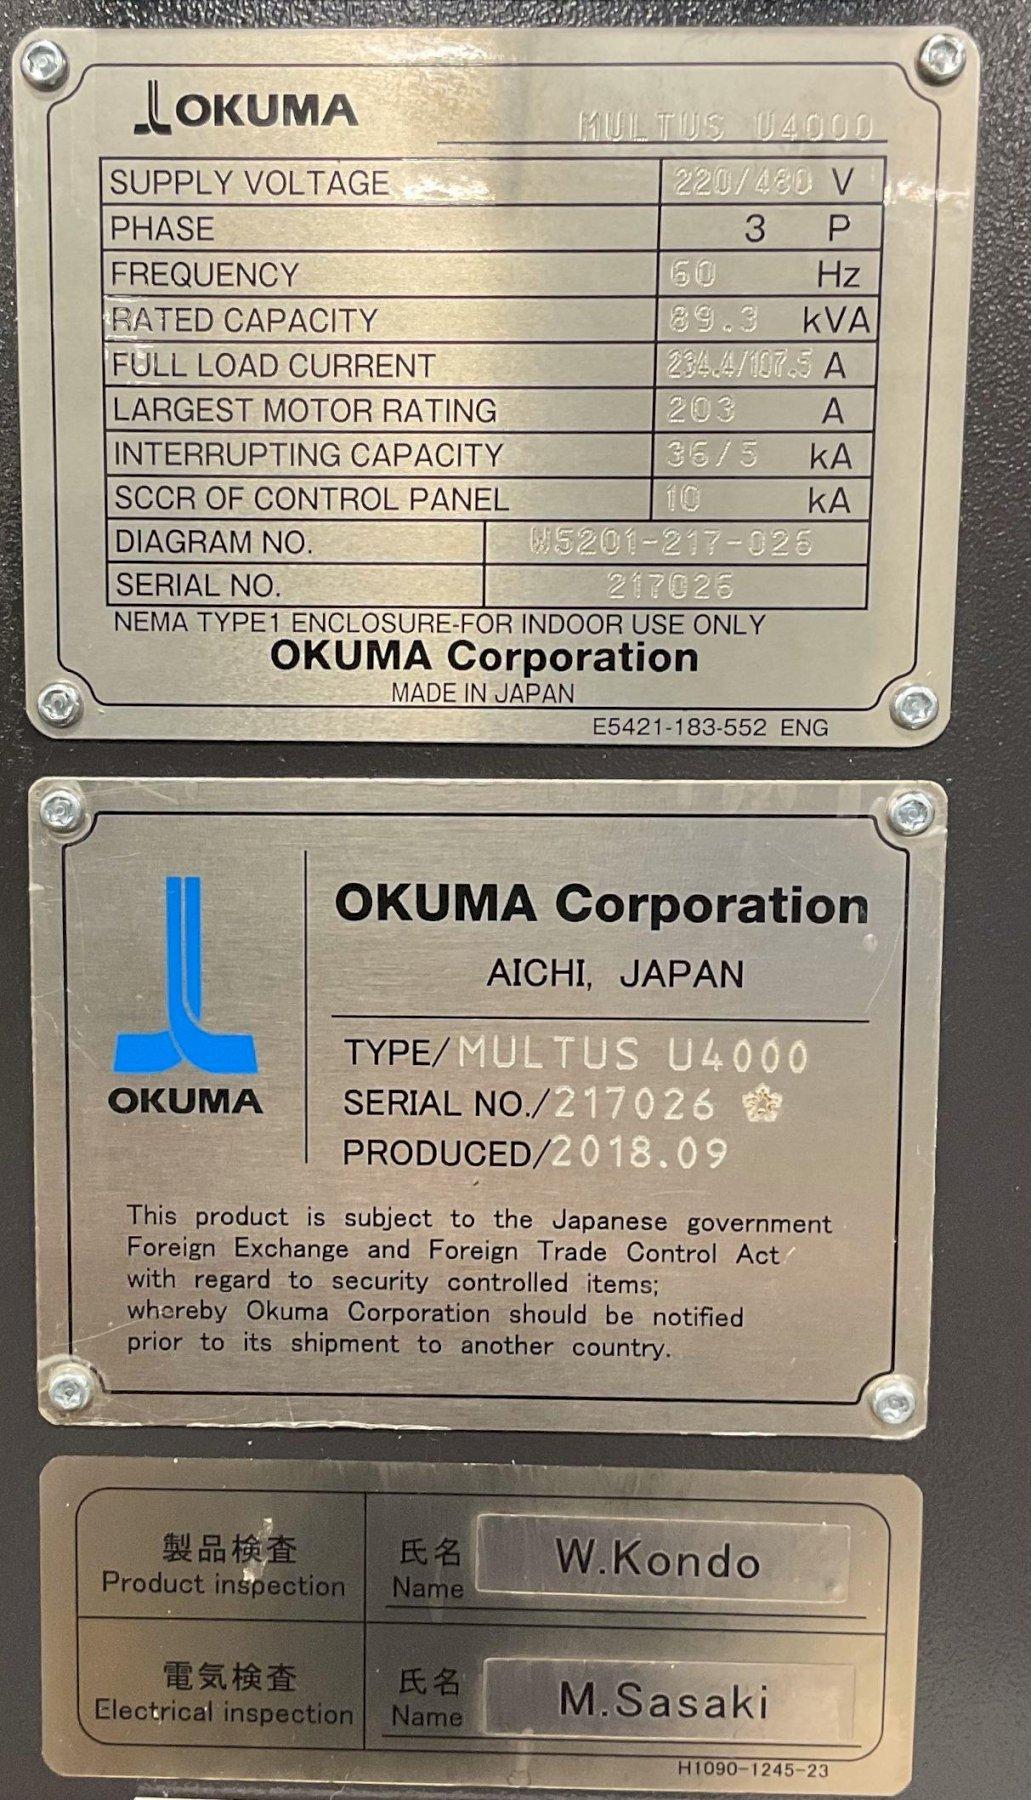 OKUMA
MULTUS U4000
SUPPLY VOLTAGE 220/480 V
PHASE 3 P
FREQUENCY 60 Hz
RATED CAPACITY 89.3 kVA
FULL LOAD CURRENT 234.4/107.5 A
LARGEST MOTOR RATING 203 A
INTERRUPTING CAPACITY 36/5 kA
SCCR OF CONTROL PANEL 10 kA
DIAGRAM NO. W5201-217-026
SERIAL NO. 217026
NEMA TYPE1 ENCLOSURE-FOR INDOOR USE ONLY
OKUMA Corporation
MADE IN JAPAN
E5421-183-552 ENG
OKUMA
OKUMA Corporation
AICHI, JAPAN
TYPE/MULTUS U4000
SERIAL NO./217026
PRODUCED/2018.09
This product is subject to the Japanese government
Foreign Exchange and Foreign Trade Control Act
with regard to security controlled items;
whereby Okuma Corporation should be notified
prior to its shipment to another country.
製品検査 氏名 W.Kondo
Product inspection Name
電気検査 氏名 M.Sasaki
Electrical inspection Name
H1090-1245-23